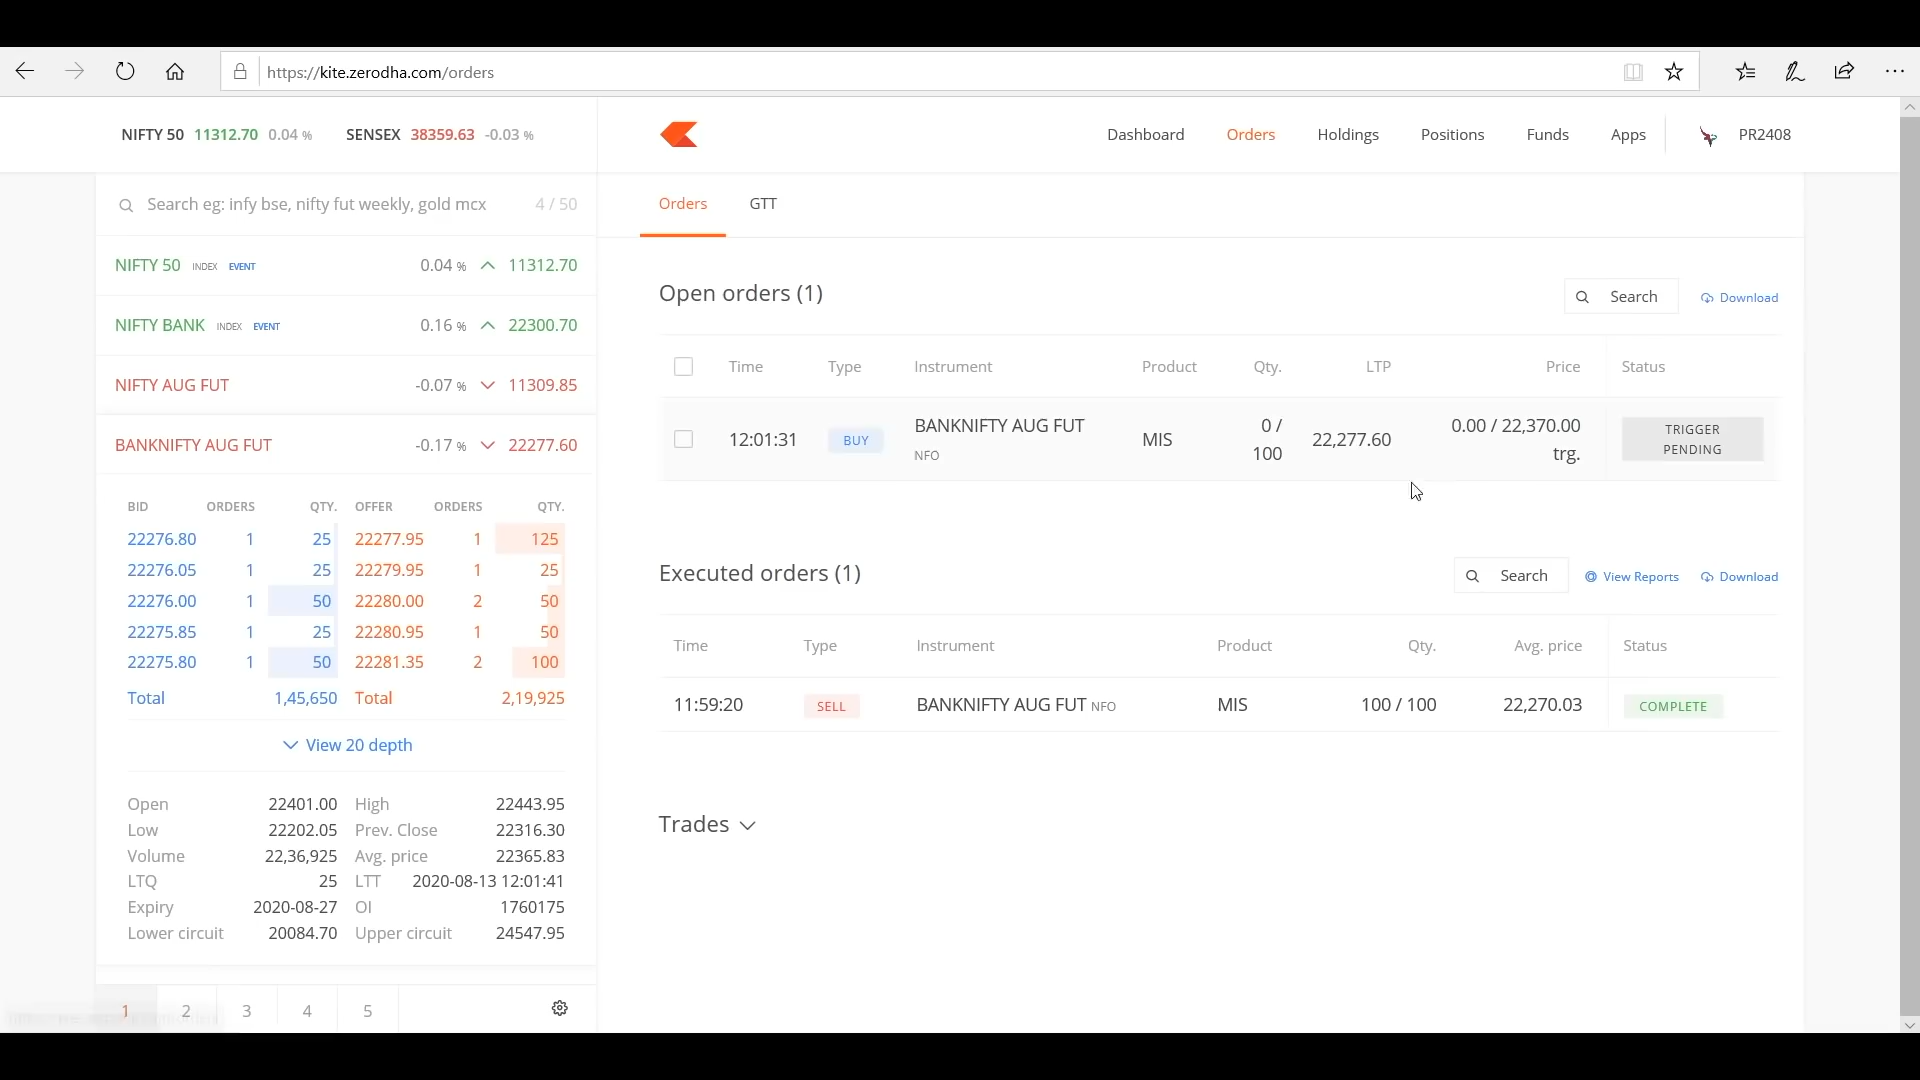 https://kite.zerodha.com/orders
NIFTY 50 11312.70 0.04 % SENSEX 38359.63 -0.03 %
Dashboard Orders Holdings Positions Funds Apps PR2408
Search eg: infy bse, nifty fut weekly, gold mcx 4 / 50
NIFTY 50 INDEX EVENT 0.04 % 11312.70
NIFTY BANK INDEX EVENT 0.16 % 22300.70
NIFTY AUG FUT -0.07 % 11309.85
BANKNIFTY AUG FUT -0.17 % 22277.60
BID ORDERS QTY. OFFER ORDERS QTY.
22276.80 1 25 22277.95 1 125
22276.05 1 25 22279.95 1 25
22276.00 1 50 22280.00 2 50
22275.85 1 25 22280.95 1 50
22275.80 1 50 22281.35 2 100
Total 1,45,650 Total 2,19,925
View 20 depth
Open 22401.00 High 22443.95
Low 22202.05 Prev. Close 22316.30
Volume 22,36,925 Avg. price 22365.83
LTQ 25 LTT 2020-08-13 12:01:41
Expiry 2020-08-27 OI 1760175
Lower circuit 20084.70 Upper circuit 24547.95
1 2 3 4 5
Orders GTT
Open orders (1) Search Download
Time Type Instrument Product Qty. LTP Price Status
12:01:31 BUY BANKNIFTY AUG FUT NFO MIS 0 / 100 22,277.60 0.00 / 22,370.00 trg. TRIGGER PENDING
Executed orders (1) Search View Reports Download
Time Type Instrument Product Qty. Avg. price Status
11:59:20 SELL BANKNIFTY AUG FUT NFO MIS 100 / 100 22,270.03 COMPLETE
Trades